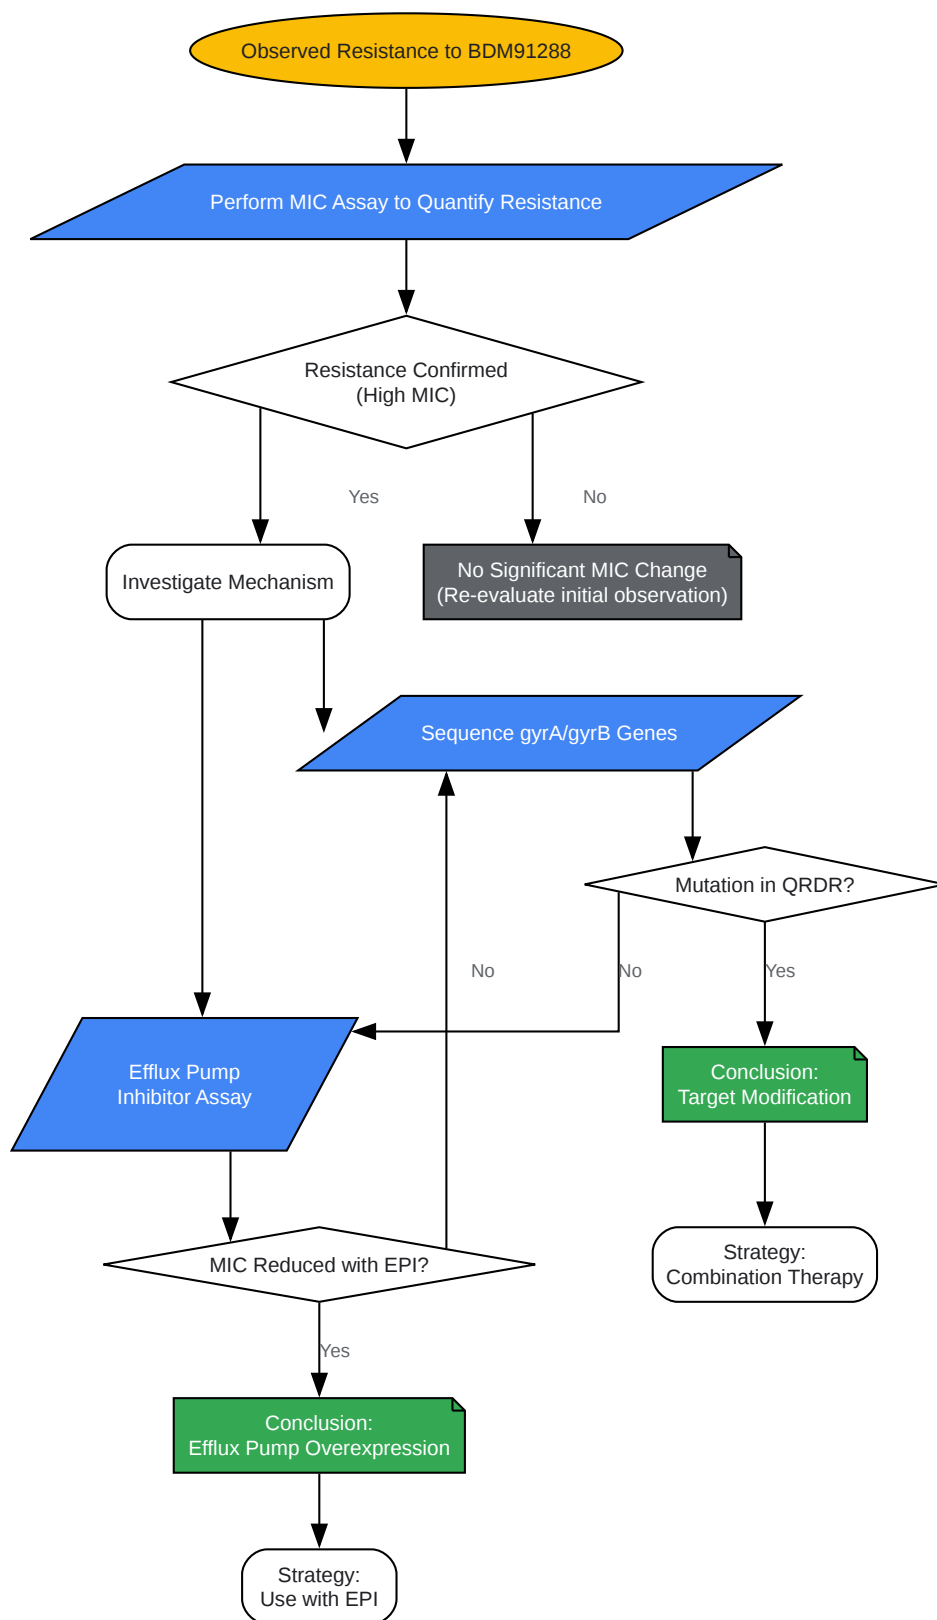 Observed Resistance to BDM91288
Perform MIC Assay to Quantify Resistance
Resistance Confirmed
(High MIC)
Yes
No
Investigate Mechanism
No Significant MIC Change
(Re-evaluate initial observation)
Sequence gyrA/gyrB Genes
Mutation in QRDR?
No
No
Yes
Efflux Pump
Inhibitor Assay
Conclusion:
Target Modification
MIC Reduced with EPI?
Strategy:
Combination Therapy
Yes
Conclusion:
Efflux Pump Overexpression
Strategy:
Use with EPI